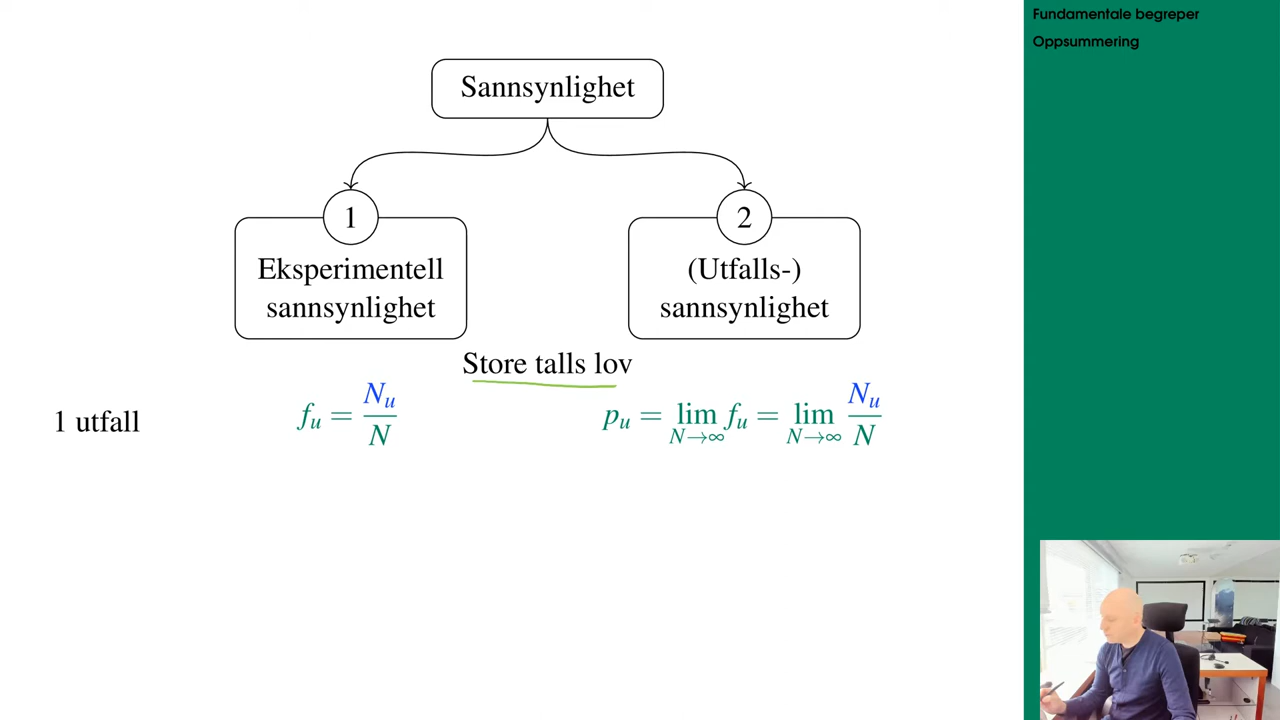 Fundamentale begreper
Oppsummering
Sannsynlighet
1
Eksperimentell
sannsynlighet
2
(Utfalls-)
sannsynlighet
Store talls lov
1 utfall
f_u = N_u / N
p_u = lim_{N→∞} f_u = lim_{N→∞} N_u / N